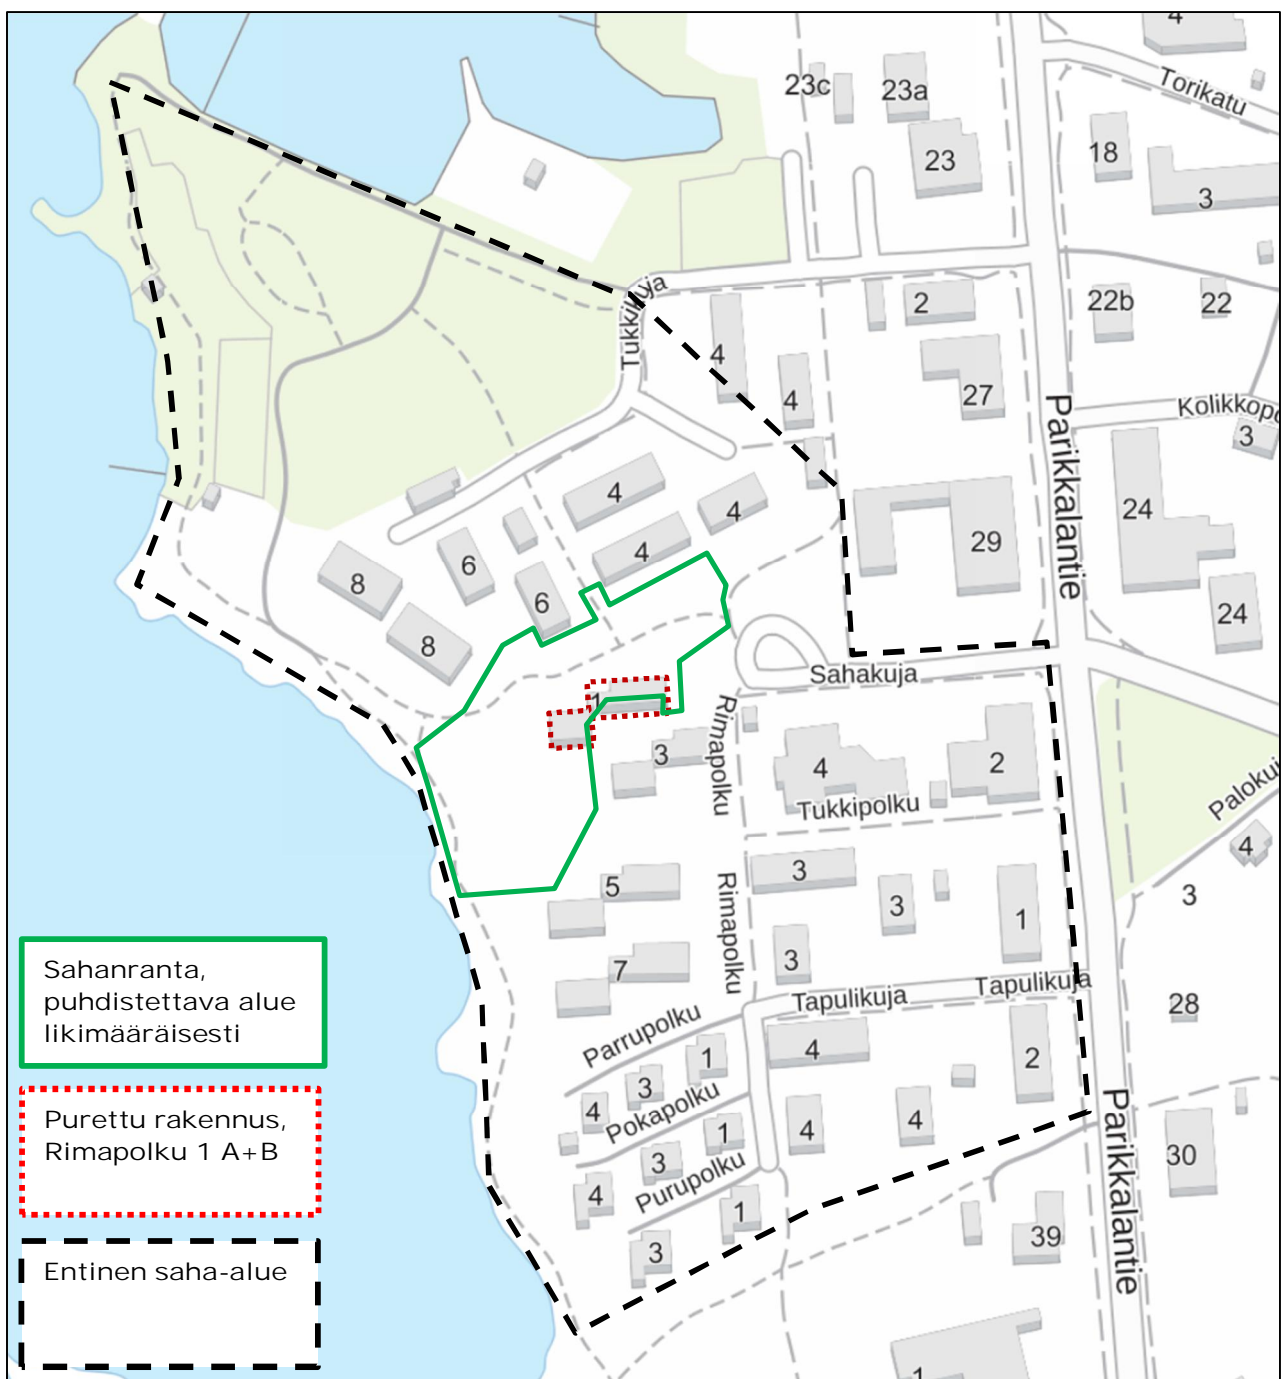 4
Torikatu
23c
23a
23
18
3
Tukkikuja
2
22b
22
4
4
27
Parikkalantie
Kolikkopo
3
24
4
4
4
29
6
8
6
8
24
Sahakuja
1
Rimapolku
3
4
2
Tukkipolku
Palokuj
4
3
3
5
Rimapolku
3
1
3
7
Tapulikuja
Tapulikuja
28
Parrupolku
4
2
1
3
4
Pokapolku
4
4
1
3
Parikkalantie
30
4
Purupolku
1
3
39
1
Sahanranta,
puhdistettava alue
likimääräisesti
Purettu rakennus,
Rimapolku 1 A+B
Entinen saha-alue